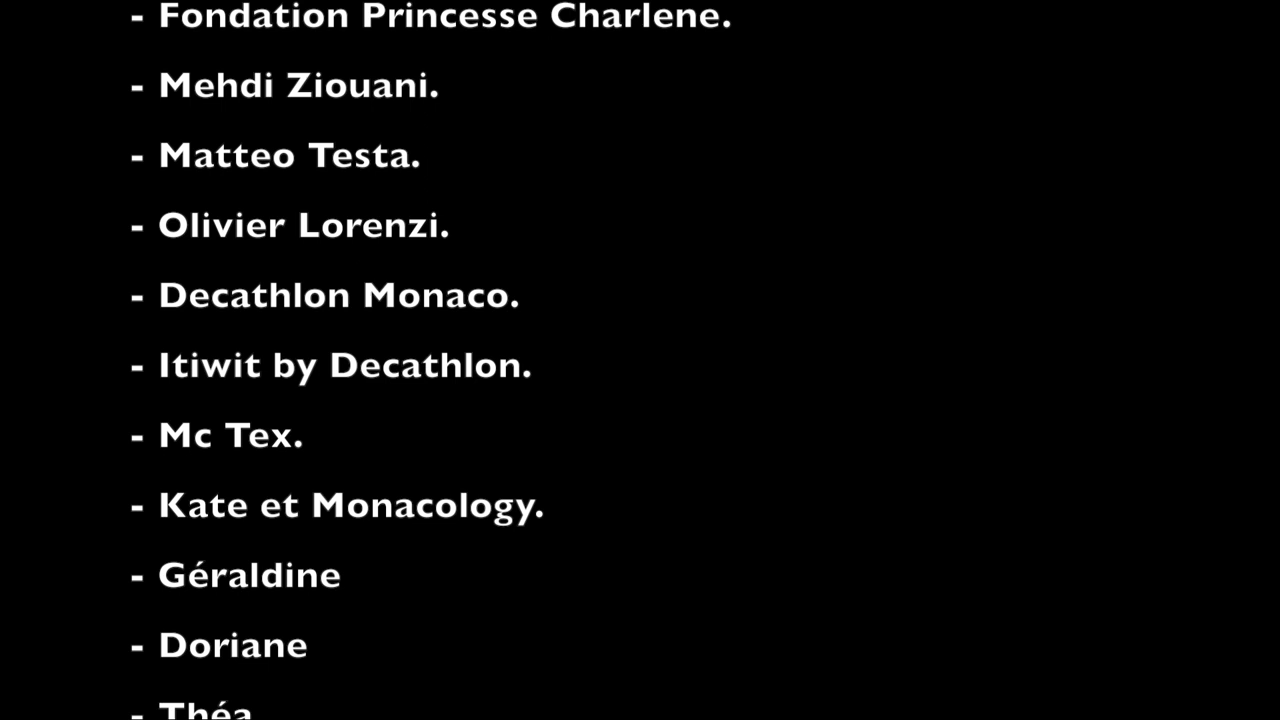 - Fondation Princesse Charlene.
- Mehdi Ziouani.
- Matteo Testa.
- Olivier Lorenzi.
- Decathlon Monaco.
- Itiwit by Decathlon.
- Mc Tex.
- Kate et Monacology.
- Géraldine
- Doriane
- Théa